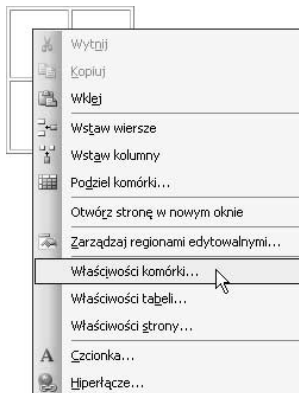 Wytnij
Kopiuj
Wklej
Wstaw wiersze
Wstaw kolumny
Podziel komórki...
Otwórz stronę w nowym oknie
Zarządzaj regionami edytowalnymi...
Właściwości komórki...
Właściwości tabeli...
Właściwości strony...
Czcionka...
Hiperłącze...